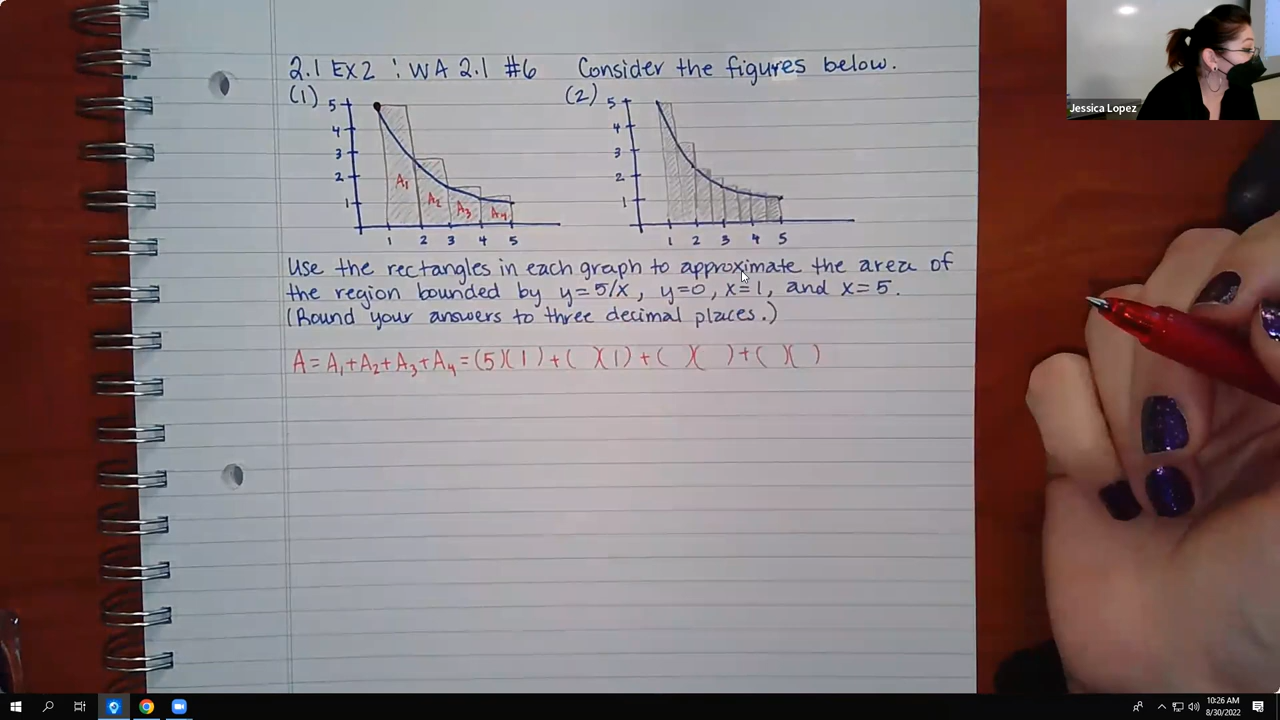 2.1 Ex2 : WA 2.1 #6 Consider the figures below.
(1) (2)
5
4
3
2
1
A₁ A₂ A₃ A₄
1 2 3 4 5
5
4
3
2
1
1 2 3 4 5
Use the rectangles in each graph to approximate the area of
the region bounded by y=5/x, y=0, x=1, and x=5.
(Round your answers to three decimal places.)
A = A₁+A₂+A₃+A₄ = (5)(1) + ( )(1) + ( )( ) + ( )( )
Jessica Lopez
10:26 AM
8/30/2022